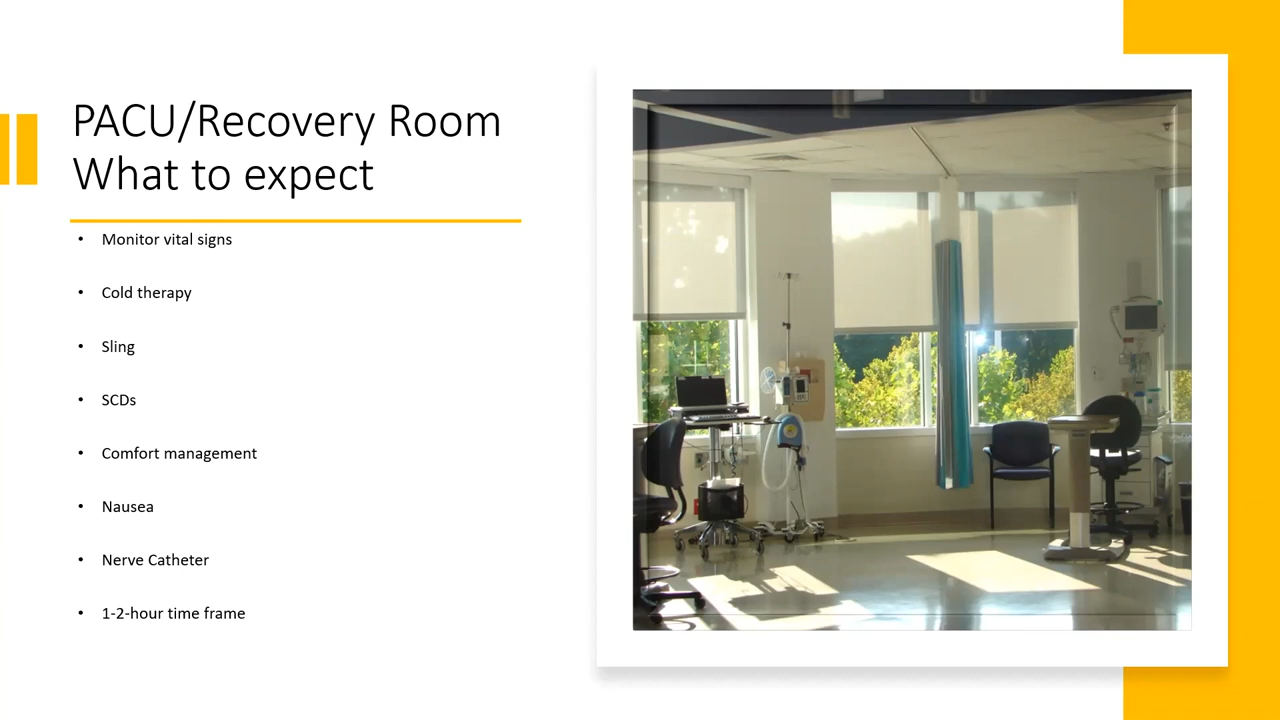 PACU/Recovery Room
What to expect
• Monitor vital signs
• Cold therapy
• Sling
• SCDs
• Comfort management
• Nausea
• Nerve Catheter
• 1-2-hour time frame